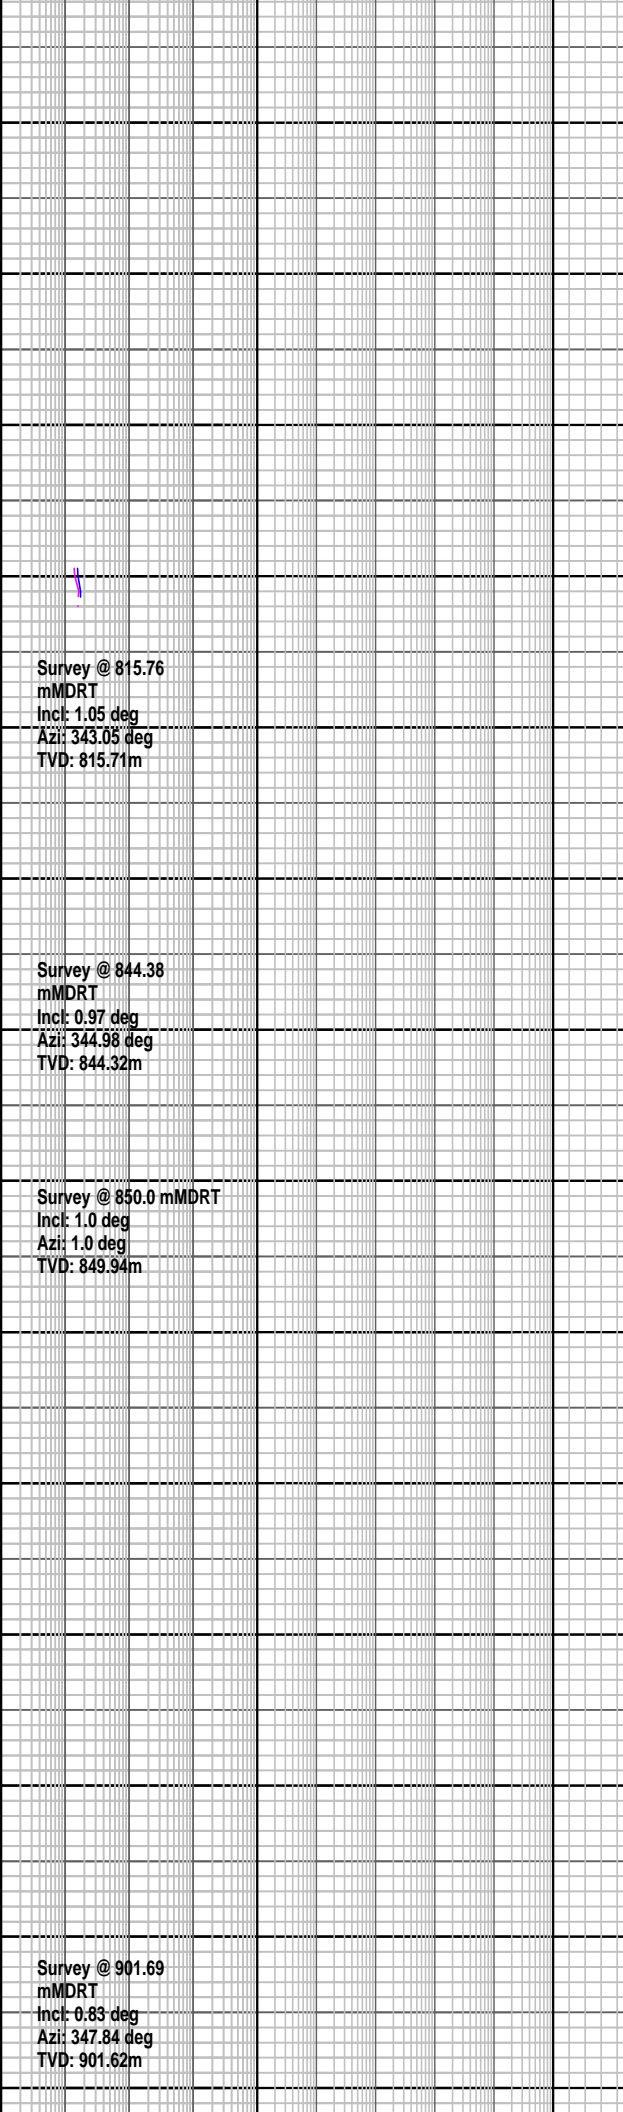 Survey @ 815.76
mMDRT
Incl: 1.05 deg
Azi: 343.05 deg
TVD: 815.71m
Survey @ 844.38
mMDRT
Incl: 0.97 deg
Azi: 344.98 deg
TVD: 844.32m
Survey @ 850.0 mMDRT
Incl: 1.0 deg
Azi: 1.0 deg
TVD: 849.94m
Survey @ 901.69
mMDRT
Incl: 0.83 deg
Azi: 347.84 deg
TVD: 901.62m